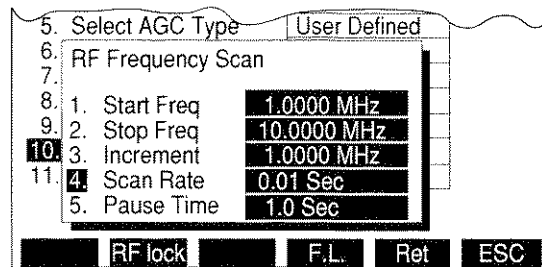 5. Select AGC Type User Defined
6.
RF Frequency Scan
7.
8.
1. Start Freq 1.0000 MHz
9.
2. Stop Freq 10.0000 MHz
10.
3. Increment 1.0000 MHz
11.
4. Scan Rate 0.01 Sec
5. Pause Time 1.0 Sec
RF lock F.L. Ret ESC